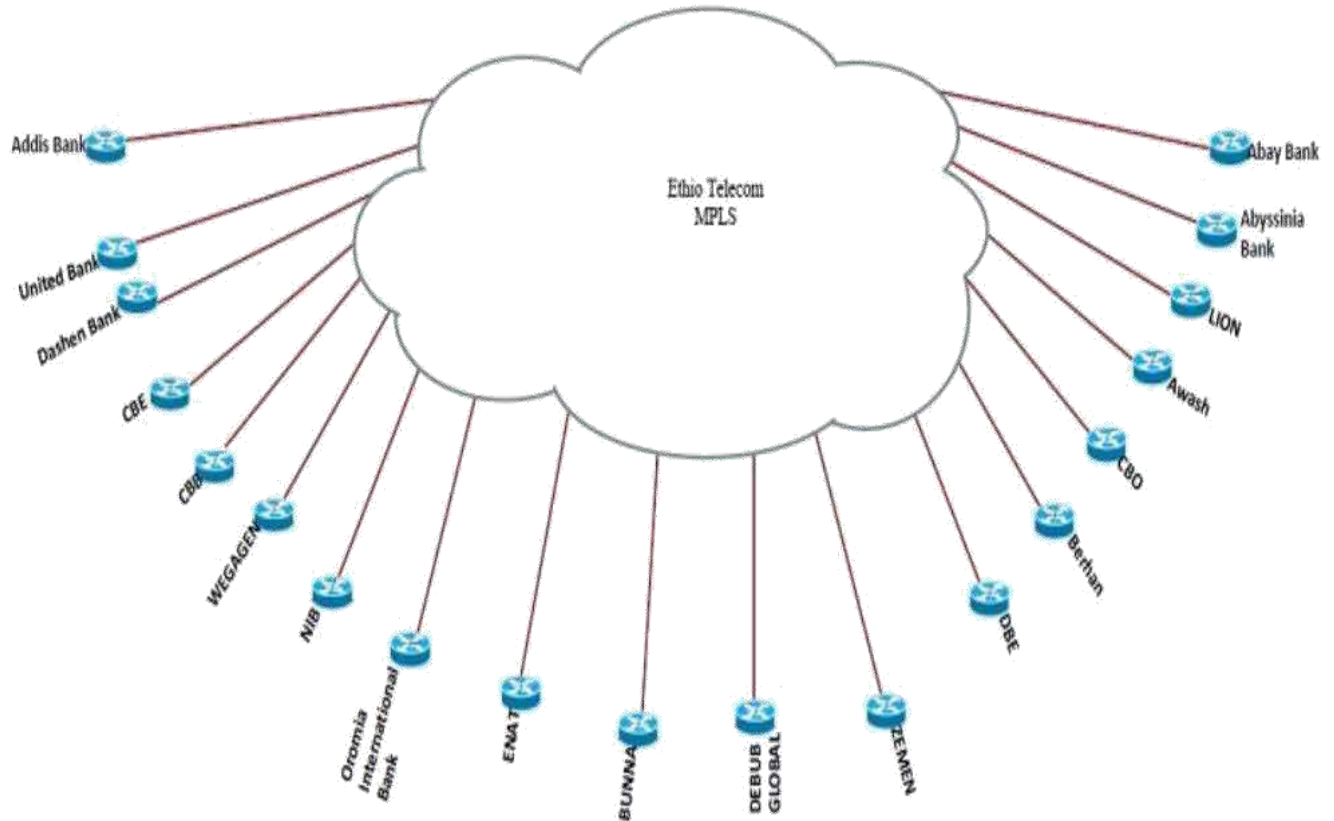 Ethio Telecom
MPLS
Addis Bank
United Bank
Dashen Bank
CBE
CBB
WEGAGEN
NIB
Oromia
International
Bank
ENAT
BUNNA
DEBUB
GLOBAL
ZEMEN
DBE
Berhan
CBO
Awash
LION
Abyssinia
Bank
Abay Bank